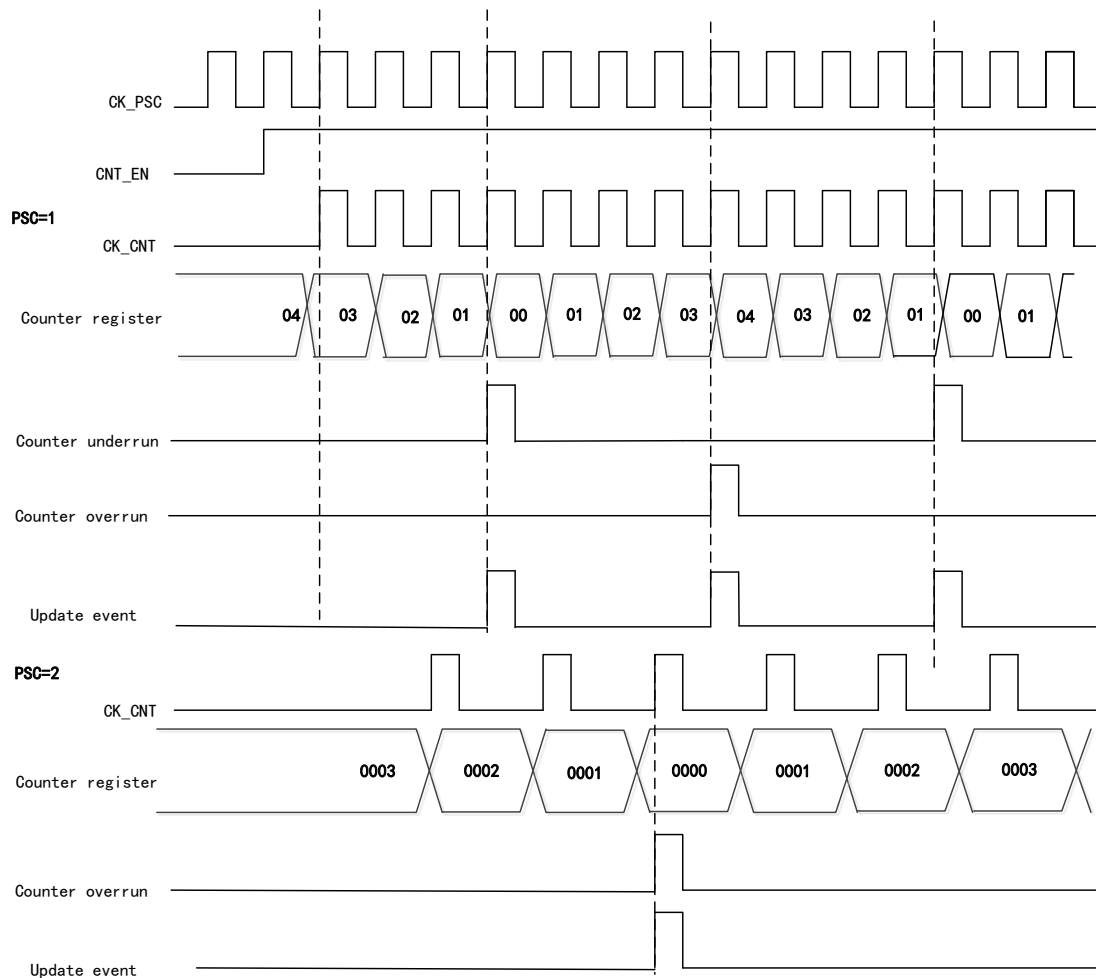 CK_PSC
CNT_EN
PSC=1
CK_CNT
Counter register 04 03 02 01 00 01 02 03 04 03 02 01 00 01
Counter underrun
Counter overrun
Update event
PSC=2
CK_CNT
Counter register 0003 0002 0001 0000 0001 0002 0003
Counter overrun
Update event